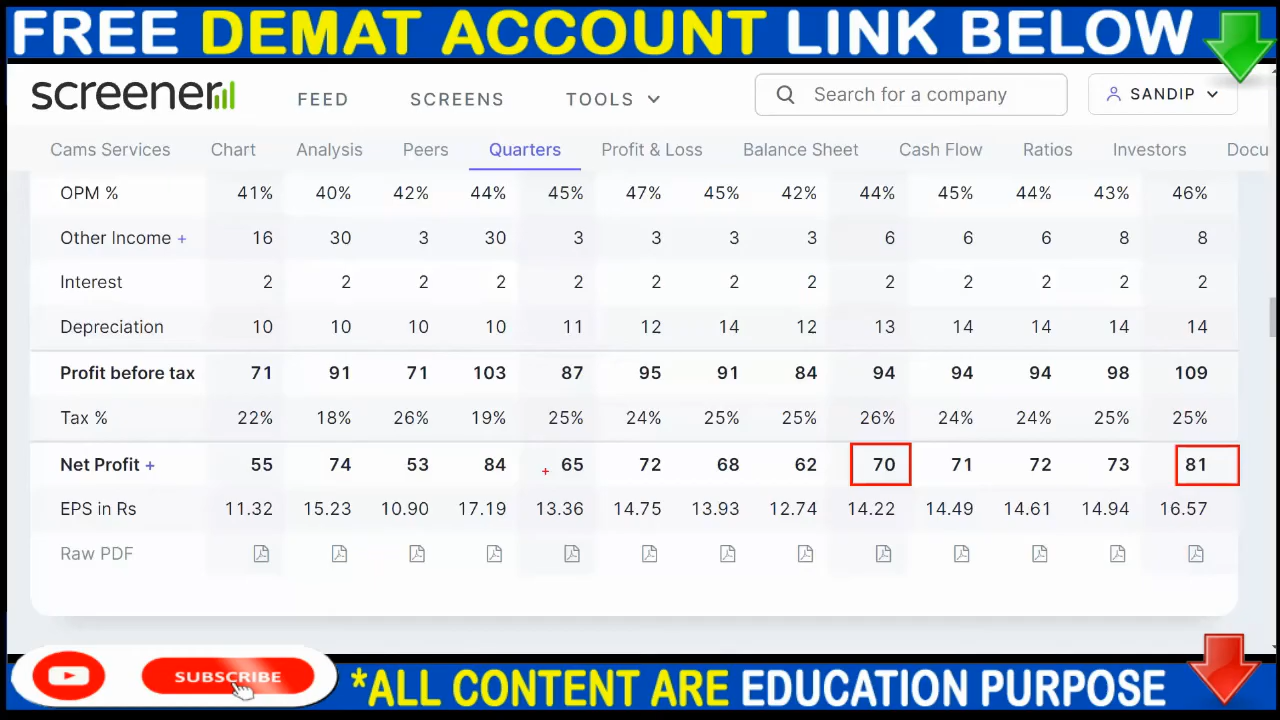 FREE DEMAT ACCOUNT LINK BELOW
screener FEED SCREENS TOOLS Search for a company SANDIP
Cams Services Chart Analysis Peers Quarters Profit & Loss Balance Sheet Cash Flow Ratios Investors Docu
OPM % 41% 40% 42% 44% 45% 47% 45% 42% 44% 45% 44% 43% 46%
Other Income + 16 30 3 30 3 3 3 3 6 6 6 8 8
Interest 2 2 2 2 2 2 2 2 2 2 2 2 2
Depreciation 10 10 10 10 11 12 14 12 13 14 14 14 14
Profit before tax 71 91 71 103 87 95 91 84 94 94 94 98 109
Tax % 22% 18% 26% 19% 25% 24% 25% 25% 26% 24% 24% 25% 25%
Net Profit + 55 74 53 84 65 72 68 62 70 71 72 73 81
EPS in Rs 11.32 15.23 10.90 17.19 13.36 14.75 13.93 12.74 14.22 14.49 14.61 14.94 16.57
Raw PDF
SUBSCRIBE
*ALL CONTENT ARE EDUCATION PURPOSE